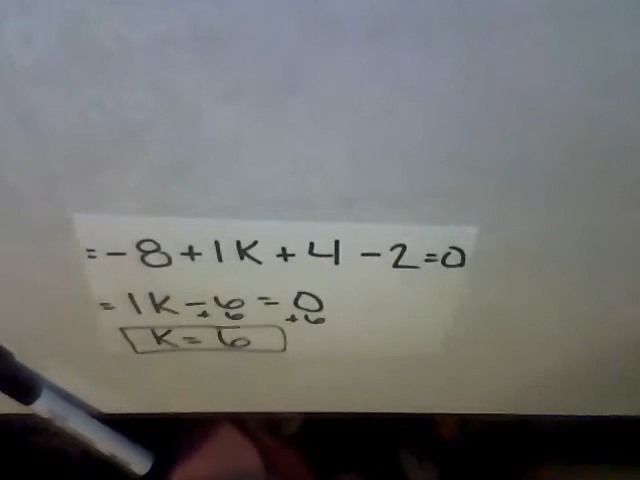 = -8 + 1K + 4 - 2 = 0
= 1K - 6 = 0
+6 +6
K = 6